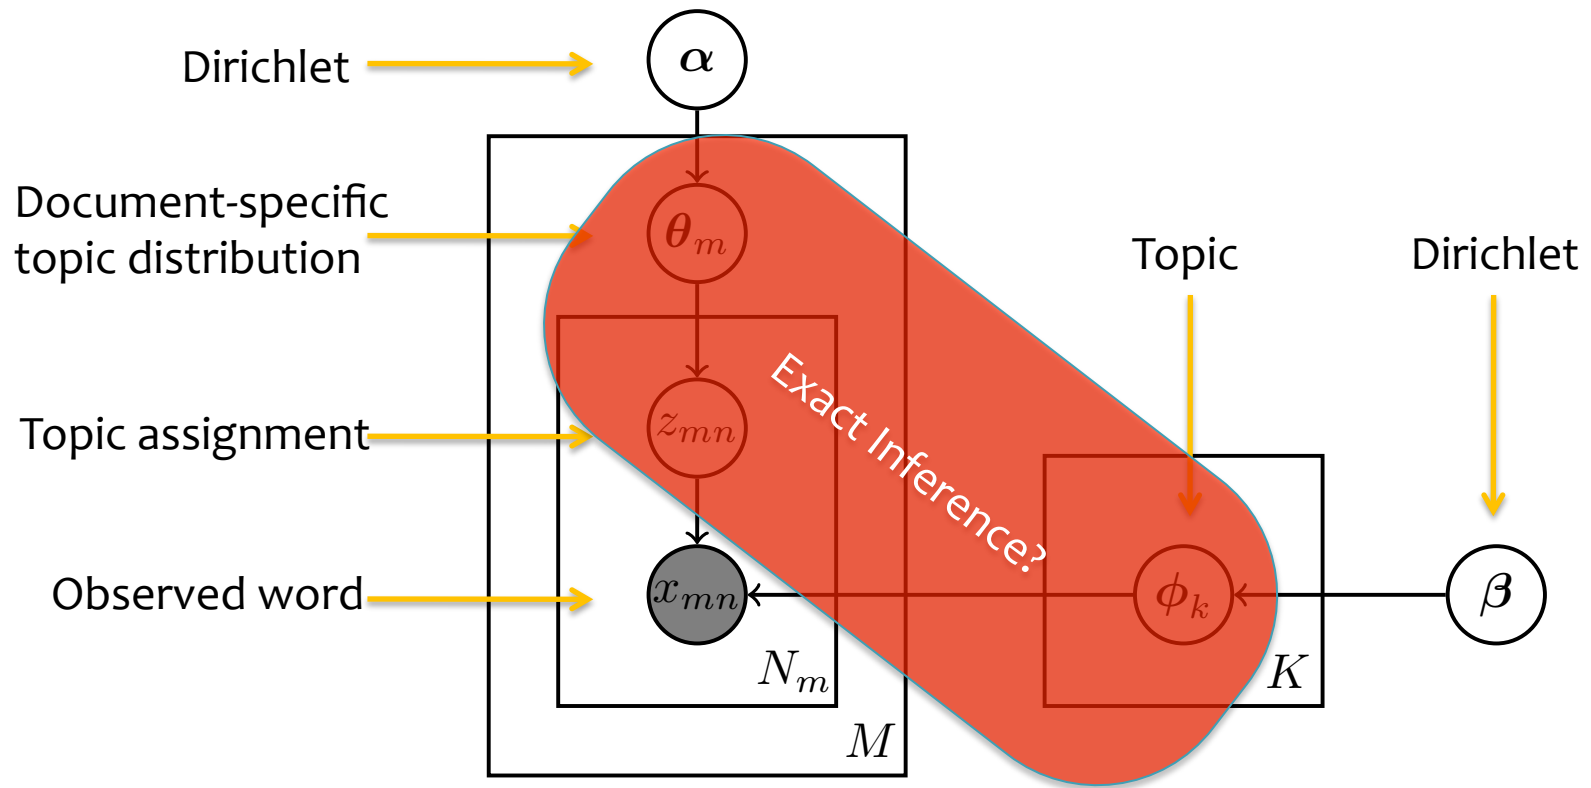 Dirichlet
α
Document-specific
topic distribution
θm
Topic
Dirichlet
Exact Inference?
Topic assignment
zmn
Observed word
xmn
ϕk
β
Nm
K
M